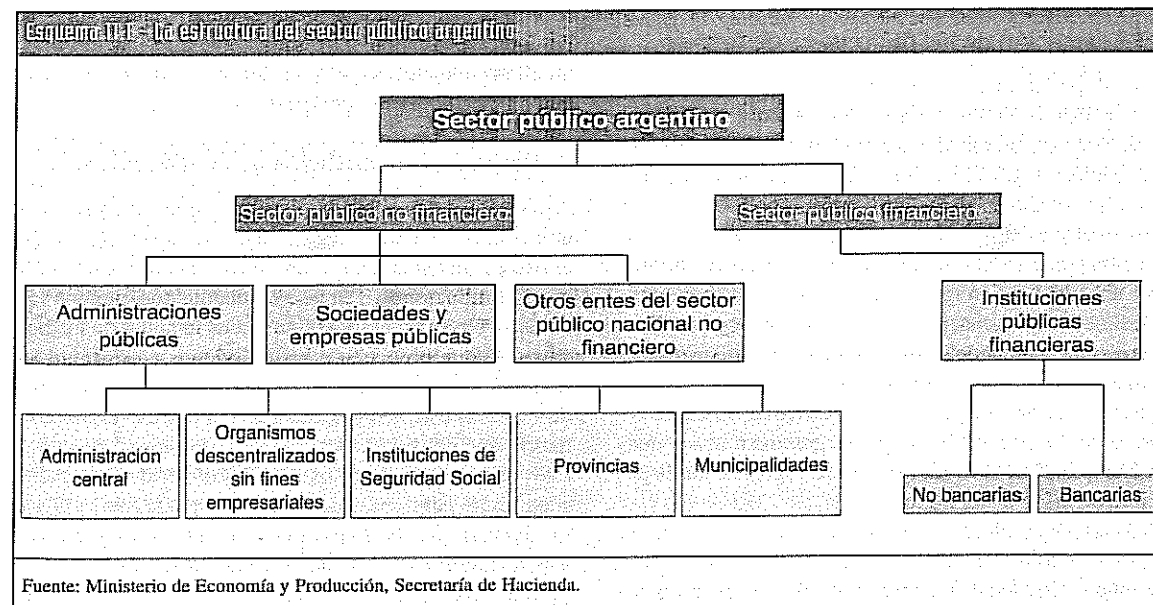 Esquema 11-1 - La estructura del sector público argentino
Sector público argentino
Sector público no financiero
Sector público financiero
Administraciones
públicas
Sociedades y
empresas públicas
Otros entes del sector
público nacional no
financiero
Instituciones
públicas
financieras
Administración
central
Organismos
descentralizados
sin fines
empresariales
Instituciones de
Seguridad Social
Provincias
Municipalidades
No bancarias
Bancarias
Fuente: Ministerio de Economía y Producción, Secretaría de Hacienda.